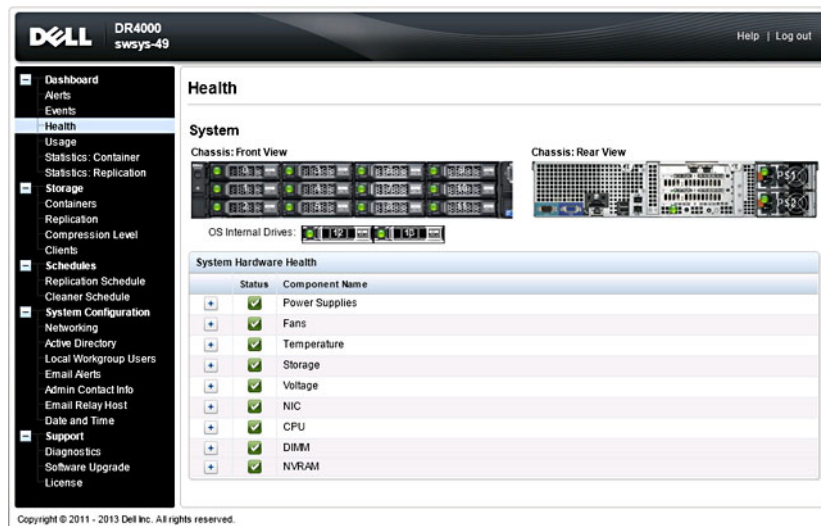 DELL
DR4000
swsys-49
Help | Log out
Dashboard
Alerts
Events
Health
Usage
Statistics: Container
Statistics: Replication
Storage
Containers
Replication
Compression Level
Clients
Schedules
Replication Schedule
Cleaner Schedule
System Configuration
Networking
Active Directory
Local Workgroup Users
Email Alerts
Admin Contact Info
Email Relay Host
Date and Time
Support
Diagnostics
Software Upgrade
License
Health
System
Chassis: Front View
Chassis: Rear View
PS1
PS2
OS Internal Drives:
12
13
System Hardware Health
Status Component Name
Power Supplies
Fans
Temperature
Storage
Voltage
NIC
CPU
DIMM
NVRAM
Copyright © 2011 - 2013 Dell Inc. All rights reserved.